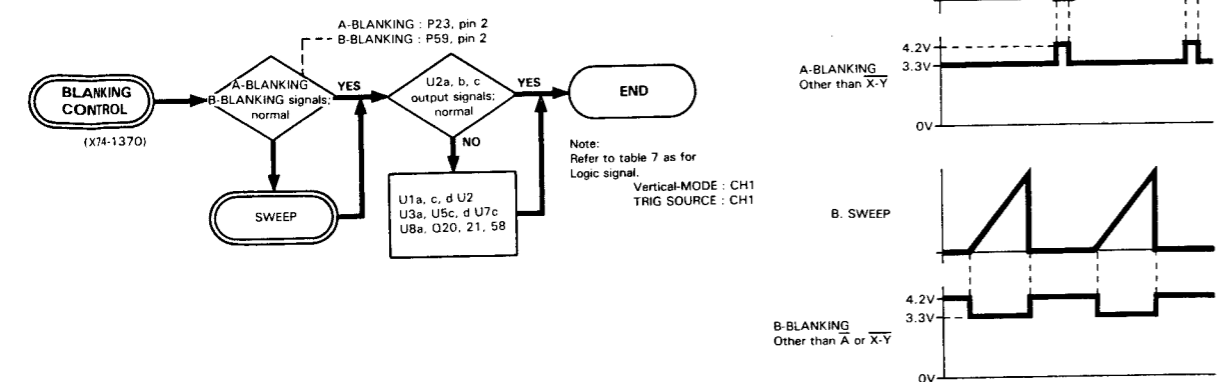 A-BLANKING : P23, pin 2
B-BLANKING : P59, pin 2
BLANKING
CONTROL
(X74-1370)
A-BLANKING
B-BLANKING signals;
normal
YES
U2a, b, c
output signals;
normal
YES
END
NO
SWEEP
U1a, c, d U2
U3a, U5c, d U7c
U8a, Q20, 21, 58
Note:
Refer to table 7 as for
Logic signal.
Vertical-MODE : CH1
TRIG SOURCE : CH1
4.2V
3.3V
A-BLANKING
Other than X-Y
0V
B. SWEEP
4.2V
3.3V
B-BLANKING
Other than A or X-Y
0V